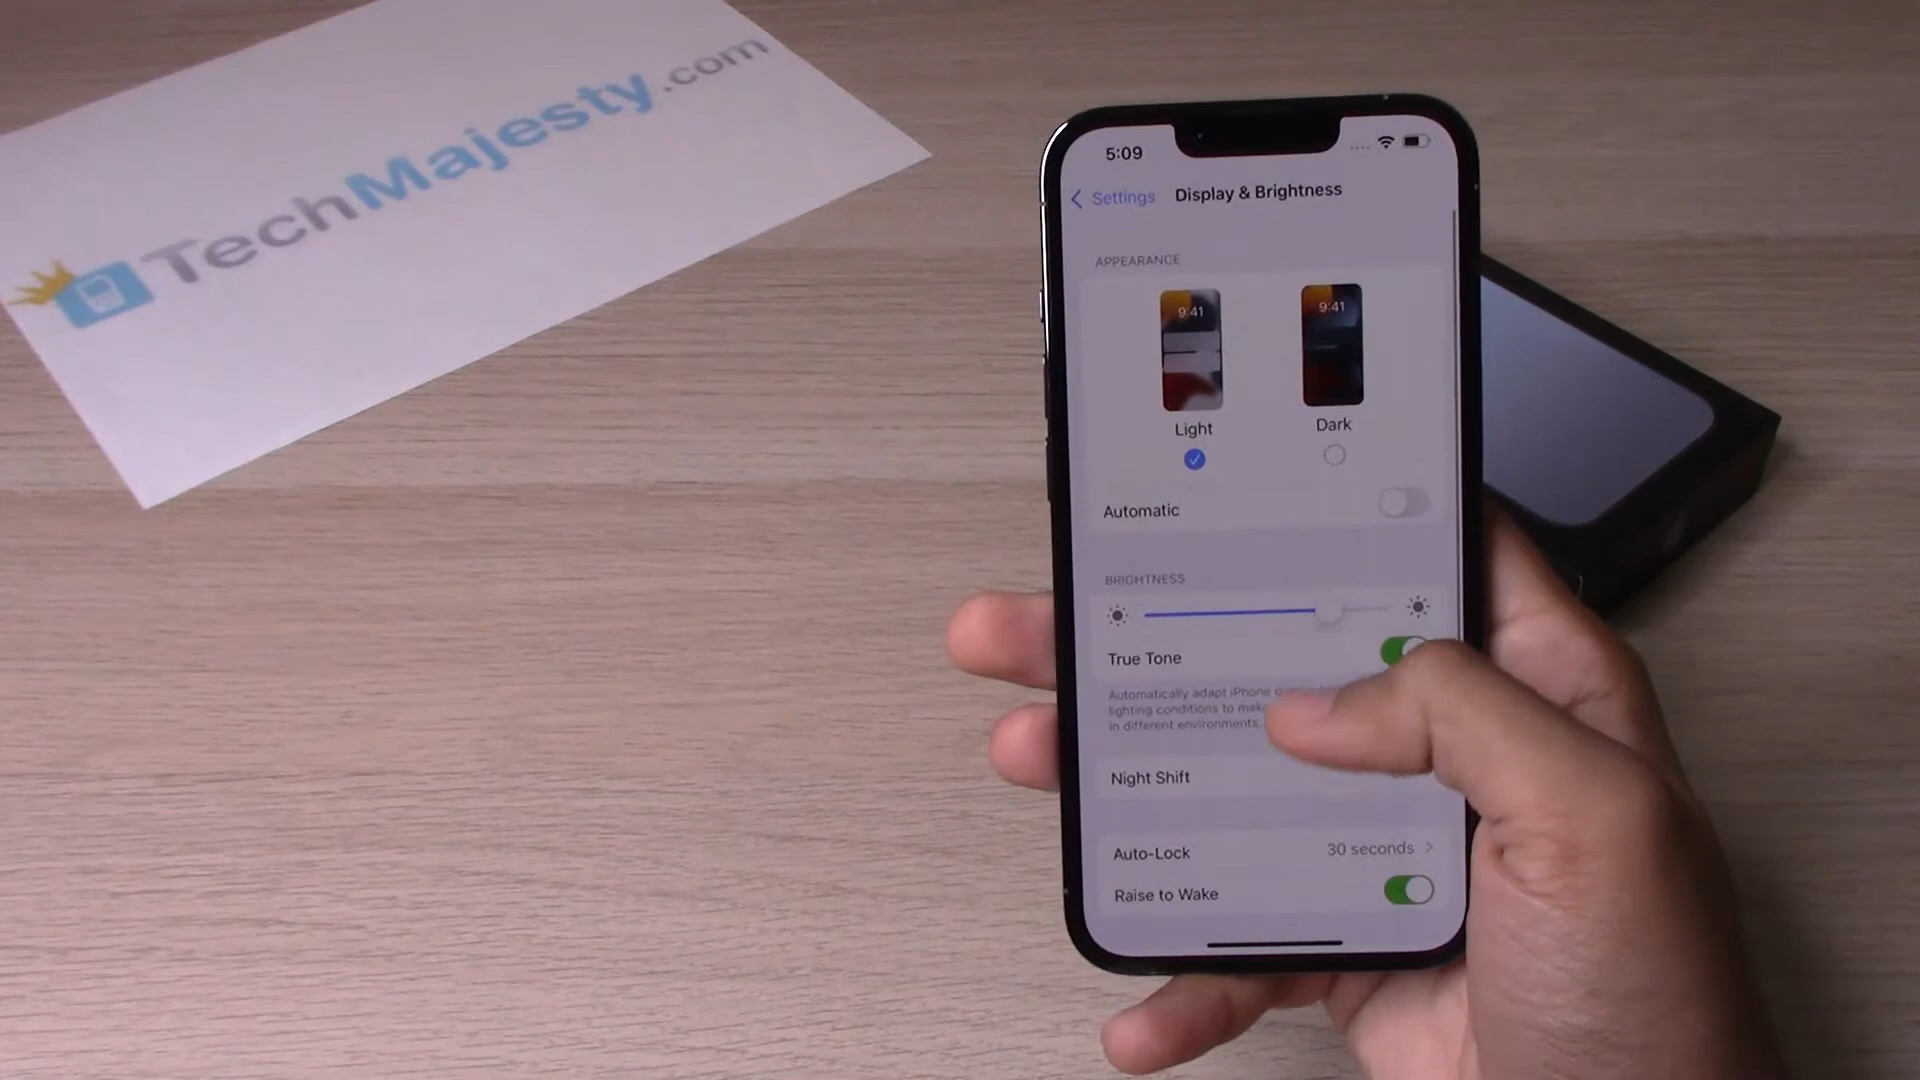 TechMajesty.com
5:09
Settings Display & Brightness
APPEARANCE
9:41 9:41
Light Dark
Automatic
BRIGHTNESS
True Tone
Automatically adapt iPhone
lighting conditions to make
in different environments.
Night Shift
Auto-Lock 30 seconds
Raise to Wake